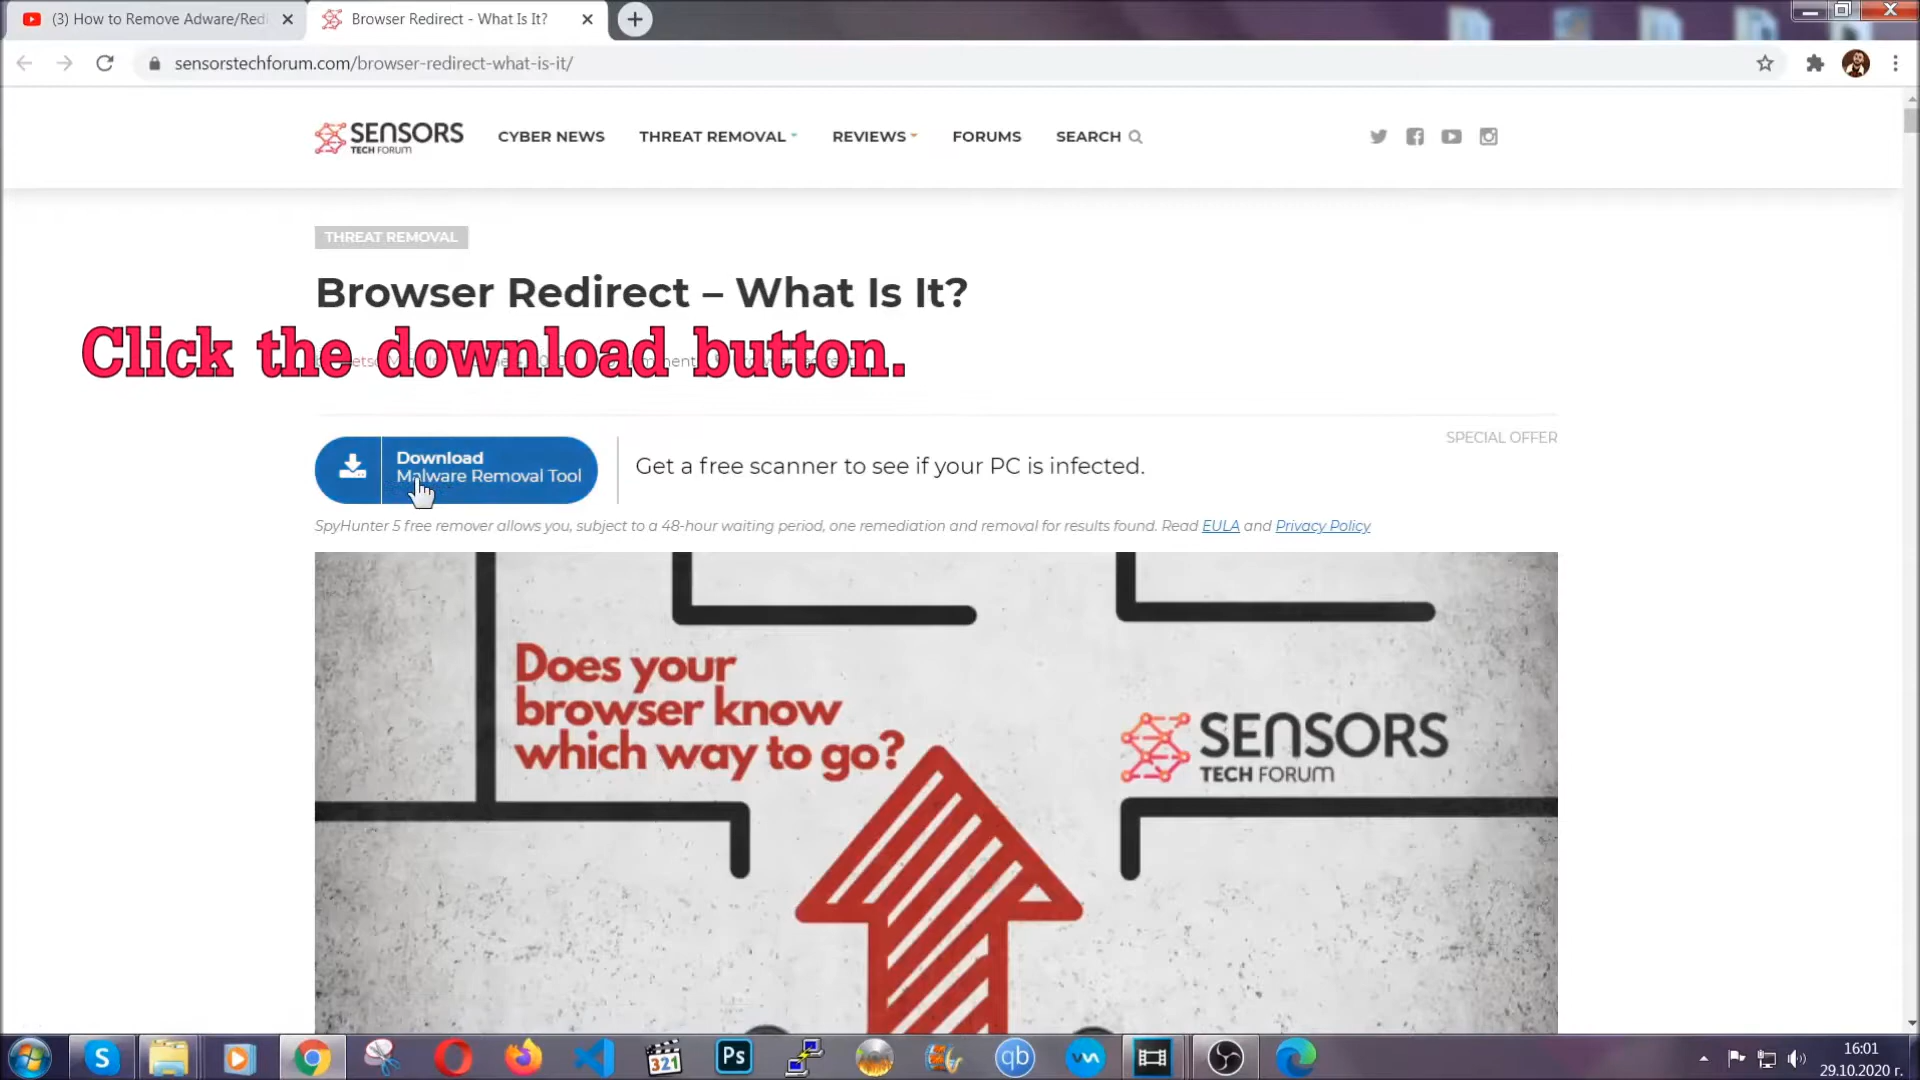 (3) How to Remove Adware/Redi
Browser Redirect - What Is It?
sensorstechforum.com/browser-redirect-what-is-it/
SENSORS
TECH FORUM
CYBER NEWS
THREAT REMOVAL
REVIEWS
FORUMS
SEARCH
THREAT REMOVAL
Browser Redirect – What Is It?
Click the download button.
SPECIAL OFFER
Download
Malware Removal Tool
Get a free scanner to see if your PC is infected.
SpyHunter 5 free remover allows you, subject to a 48-hour waiting period, one remediation and removal for results found. Read EULA and Privacy Policy
Does your
browser know
which way to go?
SENSORS
TECH FORUM
S
321
Ps
qb
16:01
29.10.2020 г.